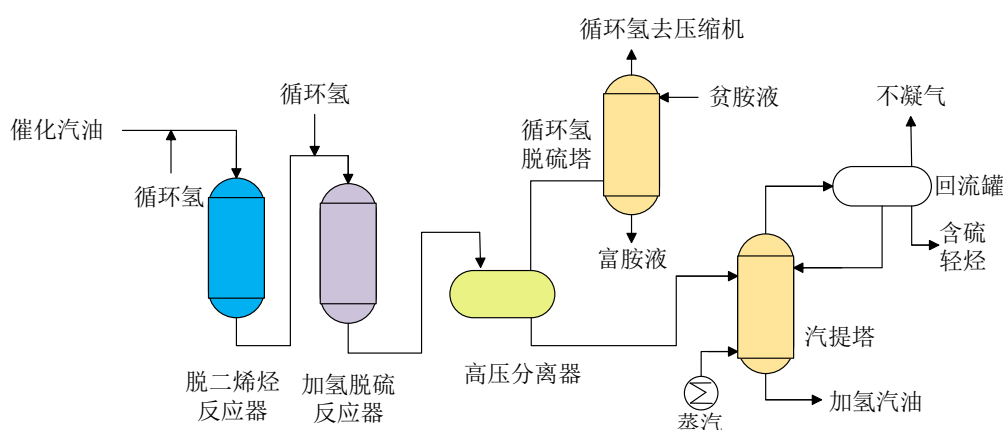 循环氢去压缩机
循环氢
贫胺液
不凝气
催化汽油
循环氢
脱硫塔
循环氢
回流罐
富胺液
含硫
轻烃
汽提塔
脱二烯烃
反应器
加氢脱硫
反应器
高压分离器
蒸汽
加氢汽油